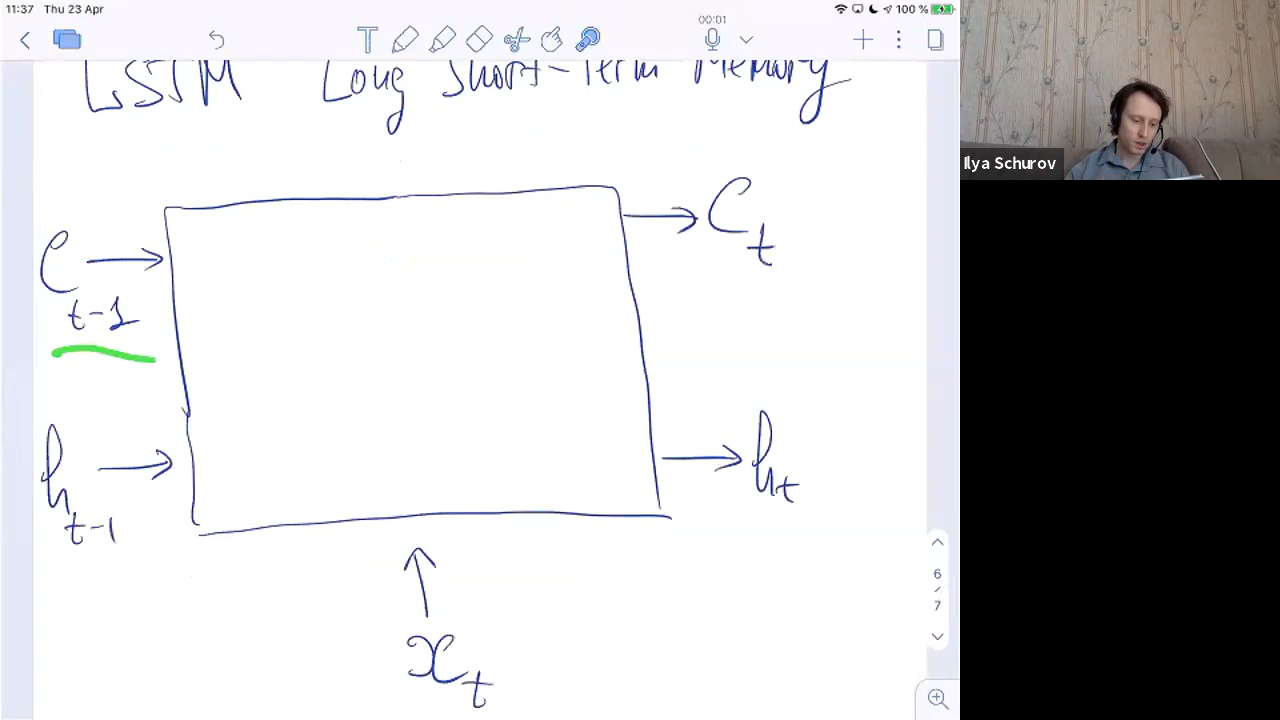 11:37 Thu 23 Apr
100 %
00:01
T
LSTM Long Short-Term Memory
C t
C t-1
h t-1
h t
x t
6
/
7
Ilya Schurov